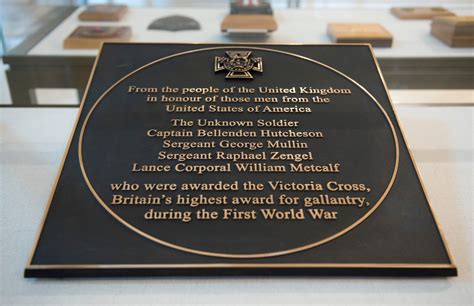 From the people of the United Kingdom
in honour of those men from the
United States of America
The Unknown Soldier
Captain Bellenden Hutcheson
Sergeant George Mullin
Sergeant Raphael Zengel
Lance Corporal William Metcalf
who were awarded the Victoria Cross,
Britain's highest award for gallantry,
during the First World War